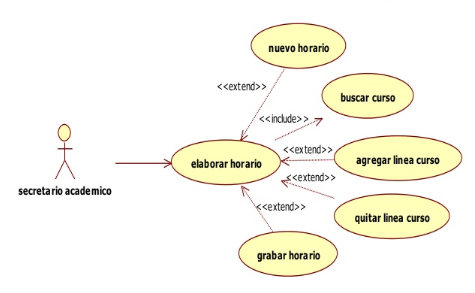 nuevo horario
<<extend>>
buscar curso
<<include>>
<<extend>>
elaborar horario
agregar linea curso
<<extend>>
secretario academico
<<extend>>
quitar linea curso
grabar horario